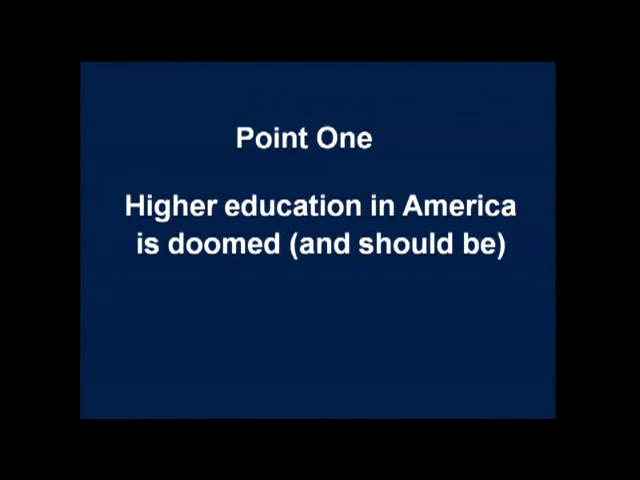 Point One
Higher education in America
is doomed (and should be)